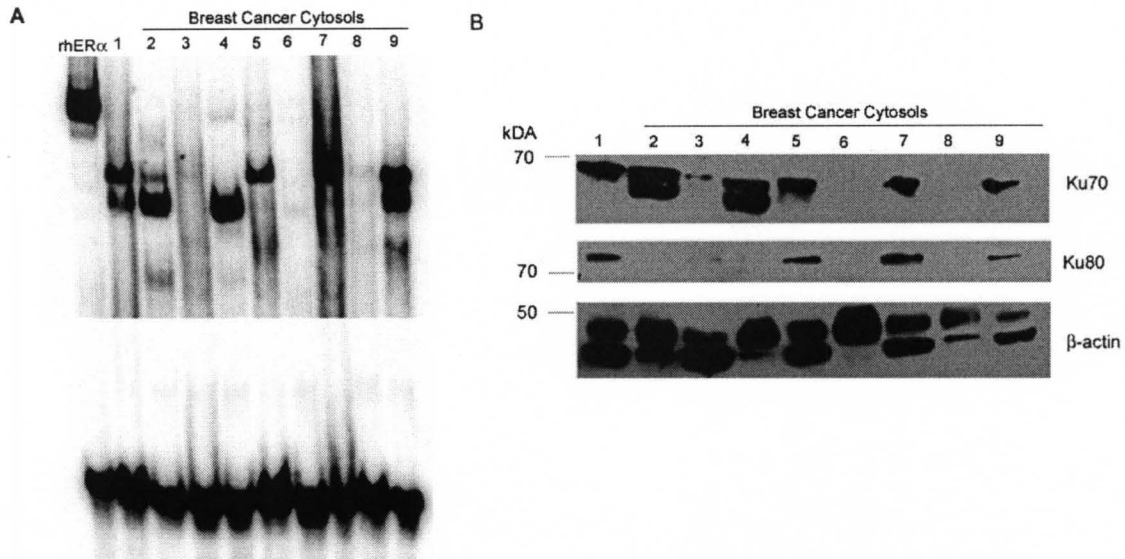 A
Breast Cancer Cytosols
rhERα 1 2 3 4 5 6 7 8 9
B
Breast Cancer Cytosols
kDA 1 2 3 4 5 6 7 8 9
70
Ku70
Ku80
70
50
β-actin